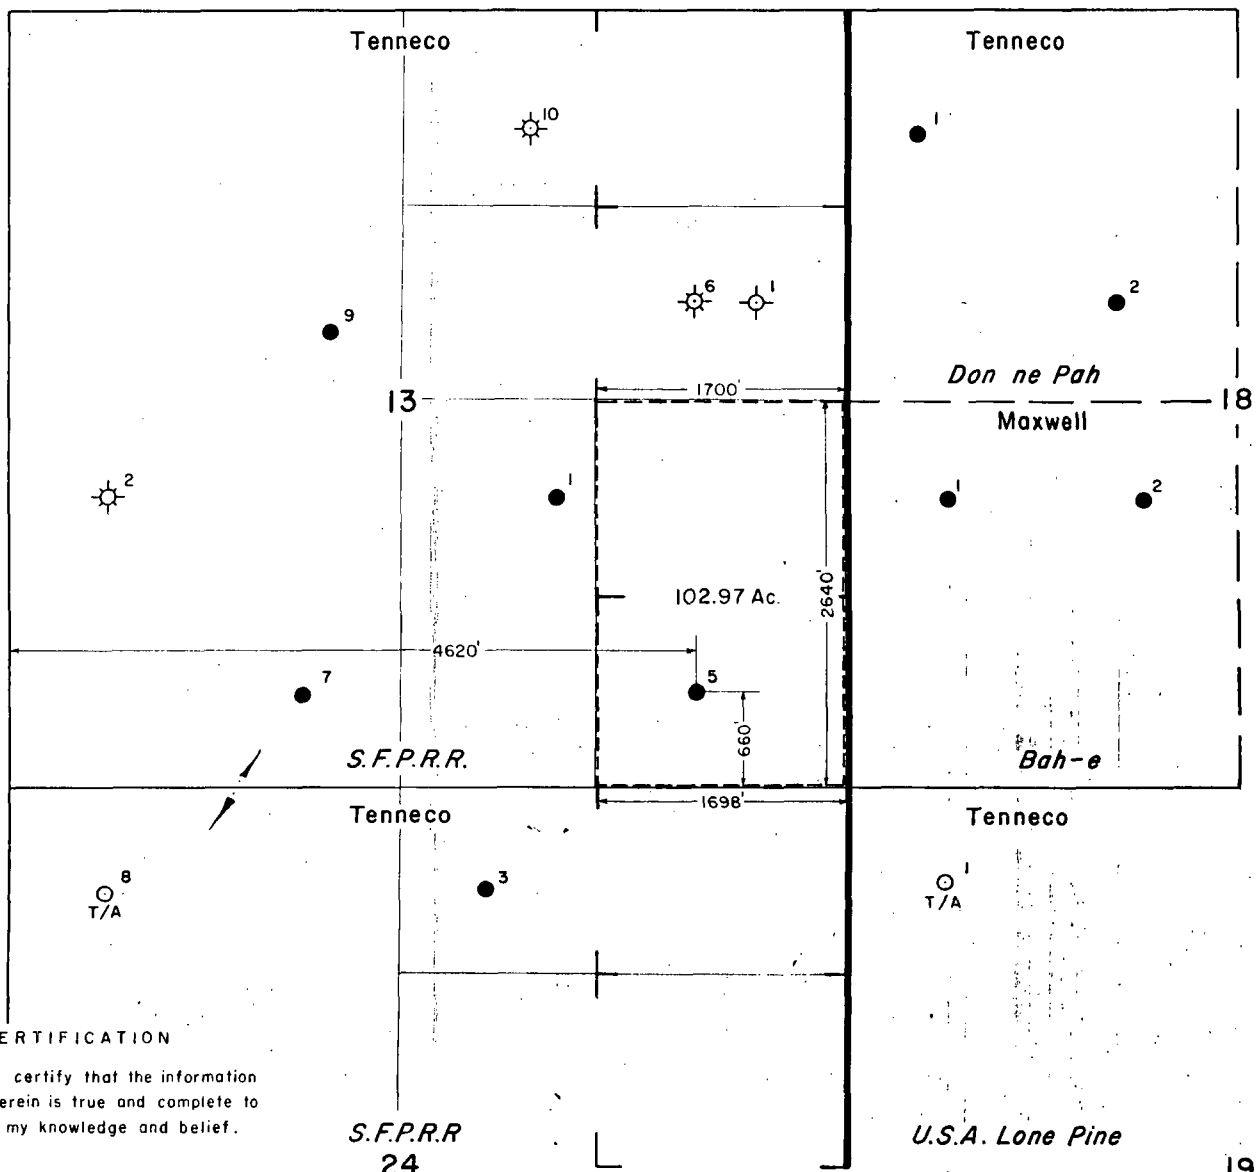 Tenneco
Tenneco
10
1
6
1
2
9
1700'
Don ne Pah
13
18
Maxwell
2
1
1
2
102.97 Ac.
2640'
4620'
7
5
660'
S.F.P.R.R.
Bah-e
1698'
Tenneco
Tenneco
8
T/A
3
1
T/A
ERTIFICATION
certify that the information
erein is true and complete to
my knowledge and belief.
S.F.P.R.R
U.S.A. Lone Pine
24
19